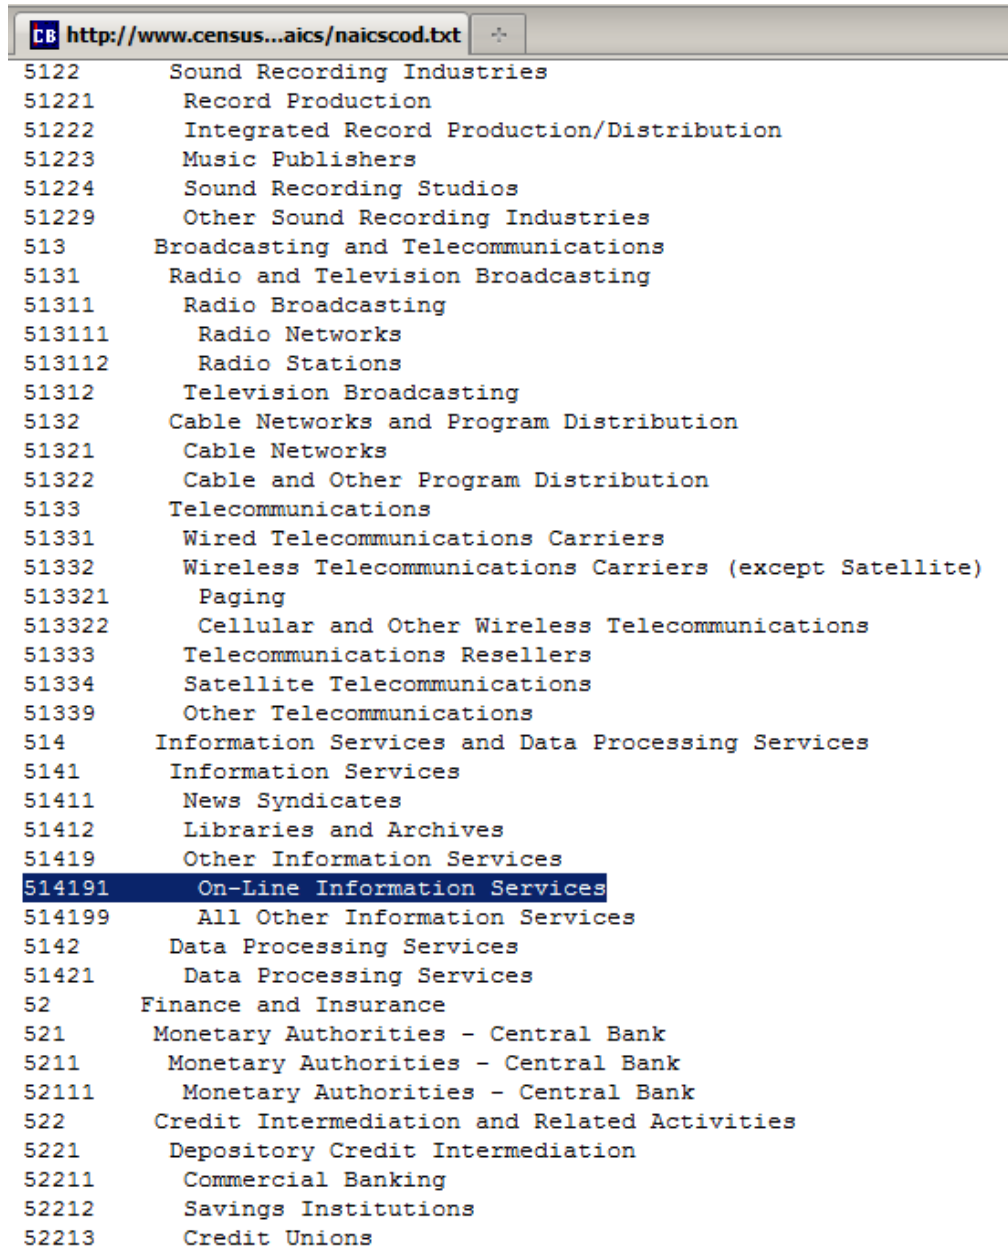 CB http://www.census...aics/naicscod.txt
5122 Sound Recording Industries
51221 Record Production
51222 Integrated Record Production/Distribution
51223 Music Publishers
51224 Sound Recording Studios
51229 Other Sound Recording Industries
513 Broadcasting and Telecommunications
5131 Radio and Television Broadcasting
51311 Radio Broadcasting
513111 Radio Networks
513112 Radio Stations
51312 Television Broadcasting
5132 Cable Networks and Program Distribution
51321 Cable Networks
51322 Cable and Other Program Distribution
5133 Telecommunications
51331 Wired Telecommunications Carriers
51332 Wireless Telecommunications Carriers (except Satellite)
513321 Paging
513322 Cellular and Other Wireless Telecommunications
51333 Telecommunications Resellers
51334 Satellite Telecommunications
51339 Other Telecommunications
514 Information Services and Data Processing Services
5141 Information Services
51411 News Syndicates
51412 Libraries and Archives
51419 Other Information Services
514191 On-Line Information Services
514199 All Other Information Services
5142 Data Processing Services
51421 Data Processing Services
52 Finance and Insurance
521 Monetary Authorities - Central Bank
5211 Monetary Authorities - Central Bank
52111 Monetary Authorities - Central Bank
522 Credit Intermediation and Related Activities
5221 Depository Credit Intermediation
52211 Commercial Banking
52212 Savings Institutions
52213 Credit Unions